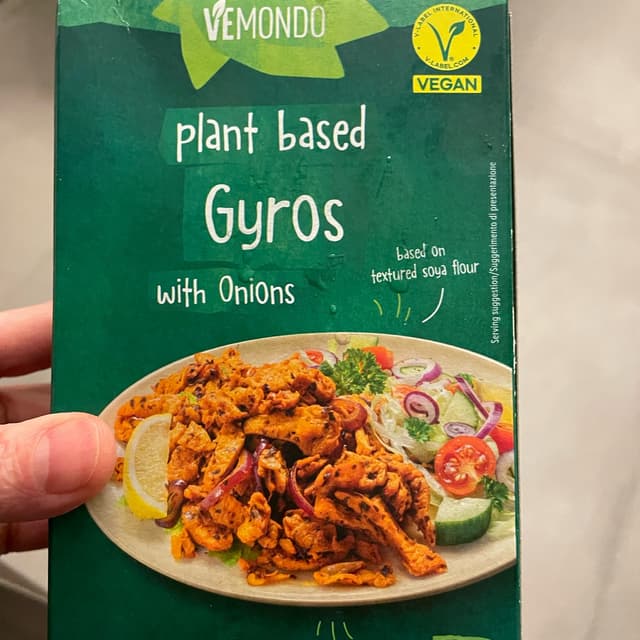 VEMONDO
V-LABEL INTERNATIONAL
V-LABEL.COM
VEGAN
plant based
Gyros
with Onions
based on
textured soya flour
Serving suggestion/Suggerimento di presentazione